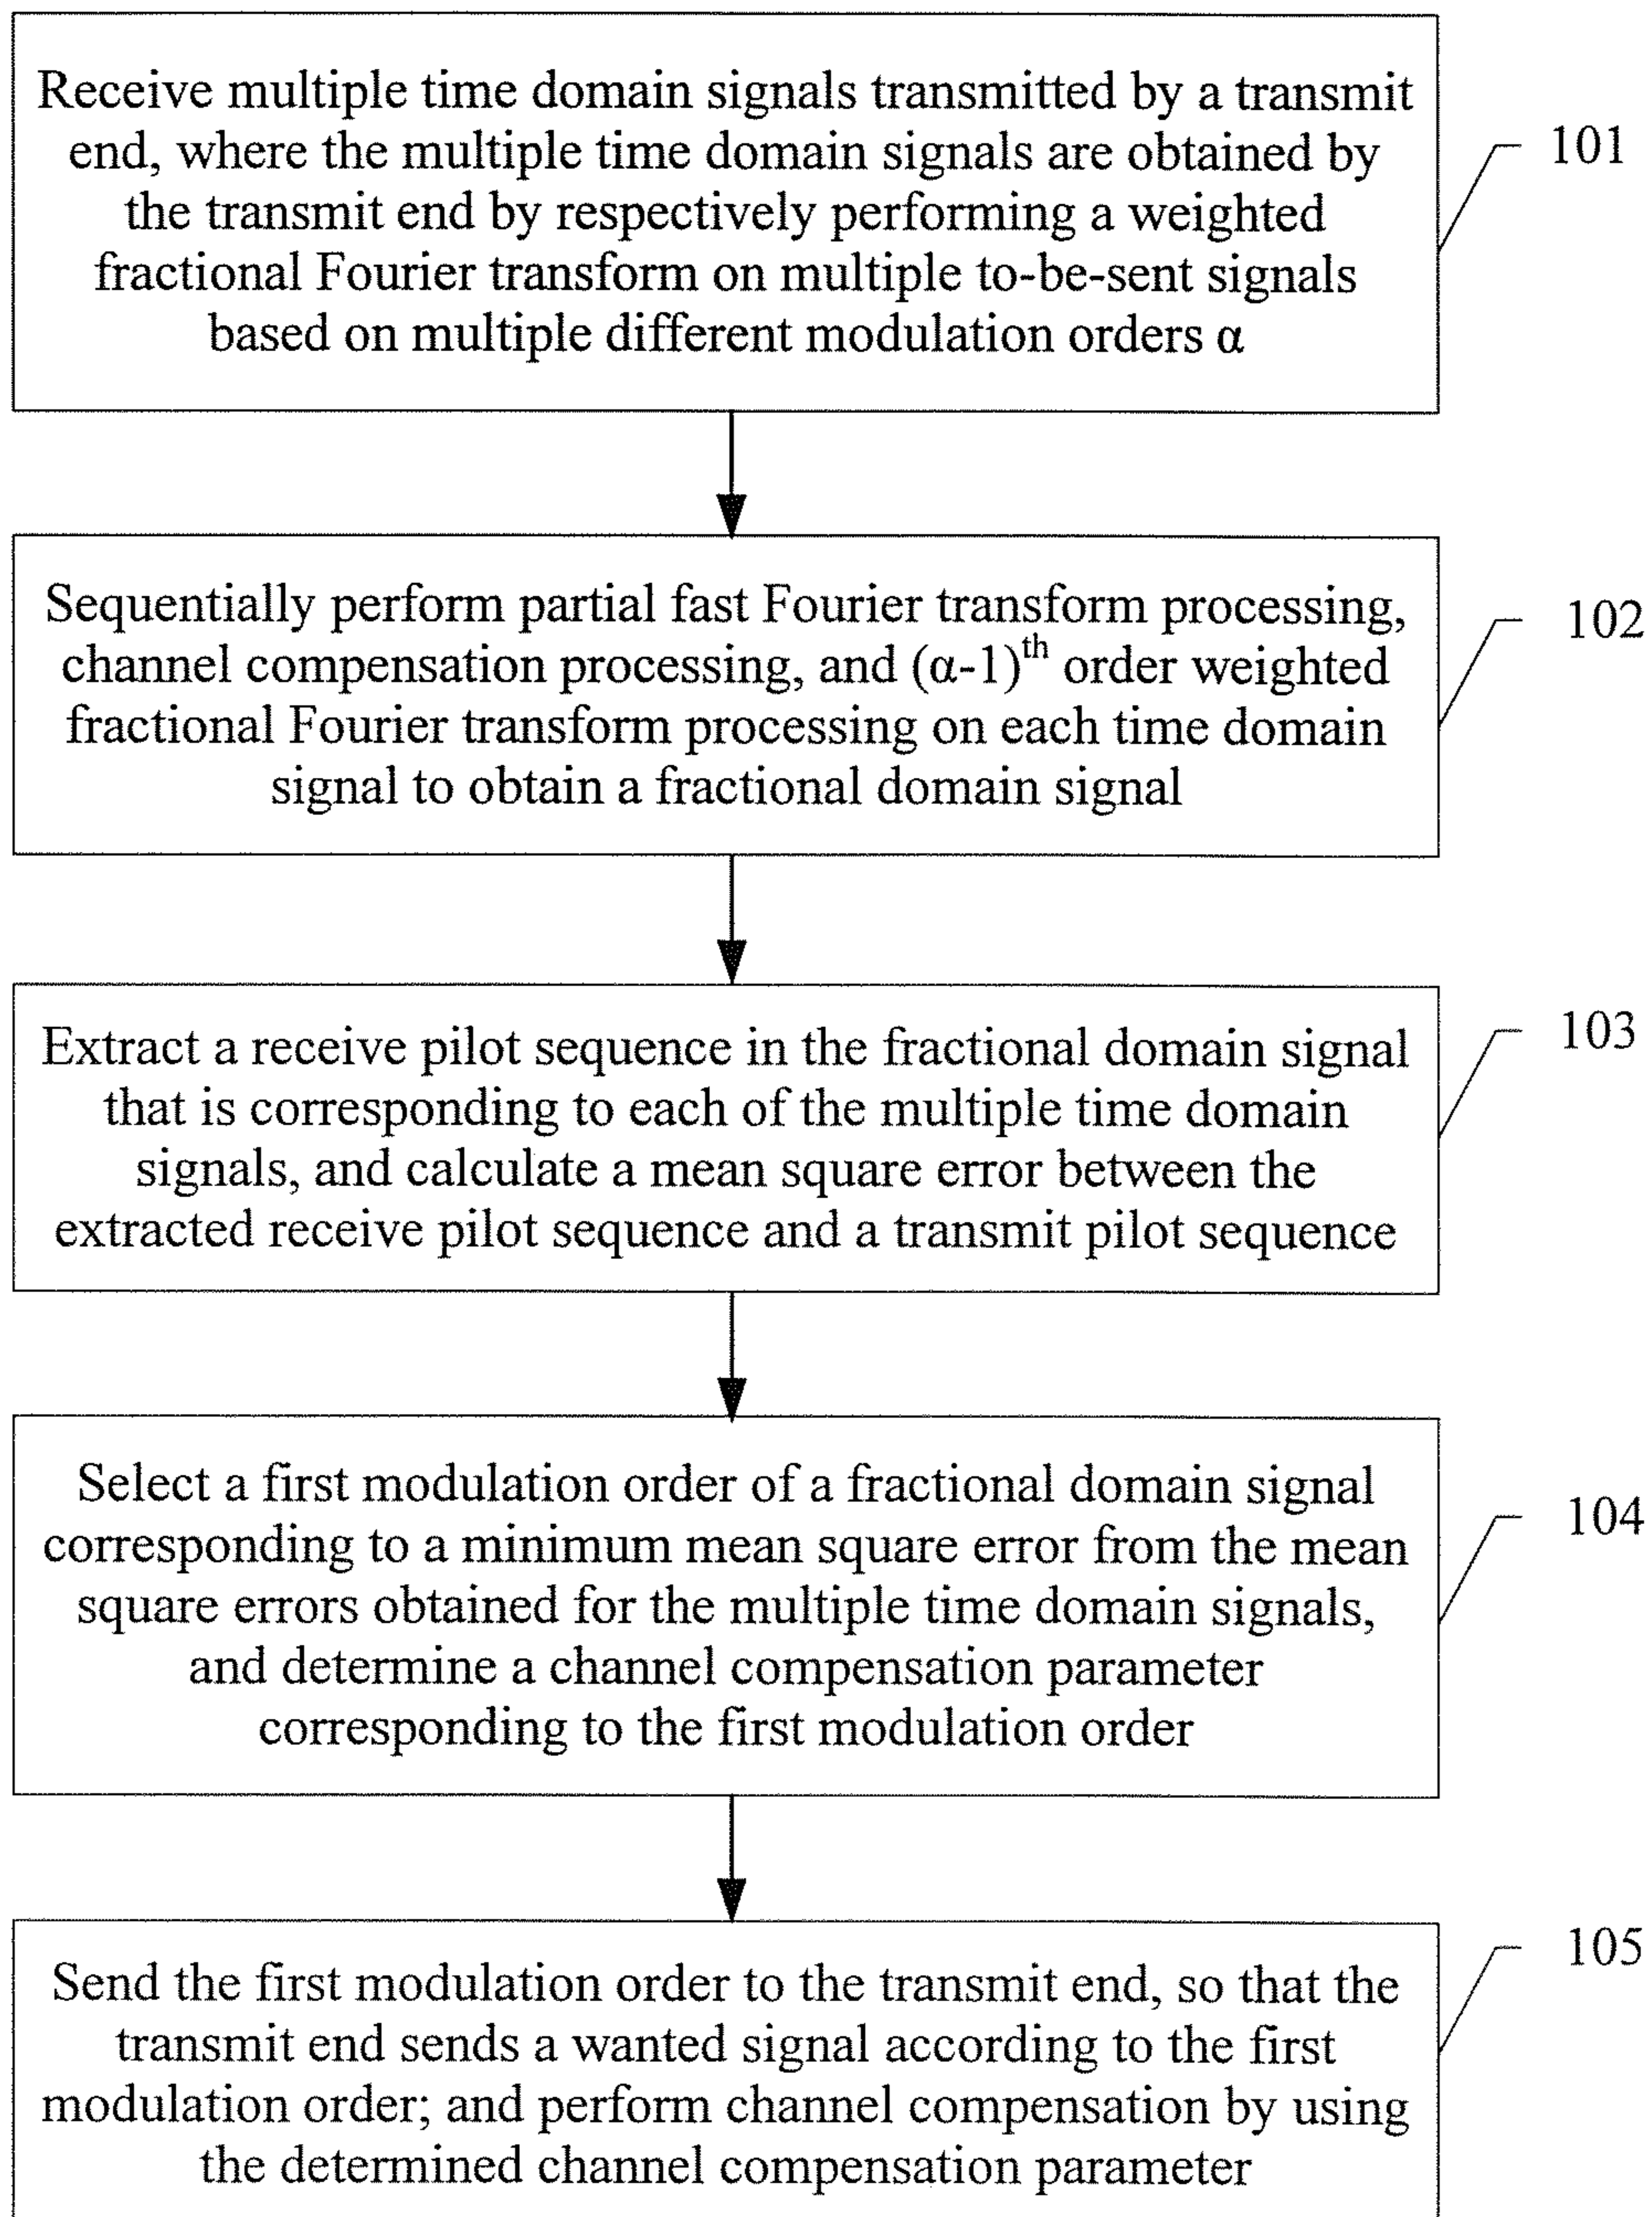 Receive multiple time domain signals transmitted by a transmit
end, where the multiple time domain signals are obtained by
the transmit end by respectively performing a weighted
fractional Fourier transform on multiple to-be-sent signals
based on multiple different modulation orders α
101
Sequentially perform partial fast Fourier transform processing,
channel compensation processing, and (α-1)th order weighted
fractional Fourier transform processing on each time domain
signal to obtain a fractional domain signal
102
Extract a receive pilot sequence in the fractional domain signal
that is corresponding to each of the multiple time domain
signals, and calculate a mean square error between the
extracted receive pilot sequence and a transmit pilot sequence
103
Select a first modulation order of a fractional domain signal
corresponding to a minimum mean square error from the mean
square errors obtained for the multiple time domain signals,
and determine a channel compensation parameter
corresponding to the first modulation order
104
Send the first modulation order to the transmit end, so that the
transmit end sends a wanted signal according to the first
modulation order; and perform channel compensation by using
the determined channel compensation parameter
105